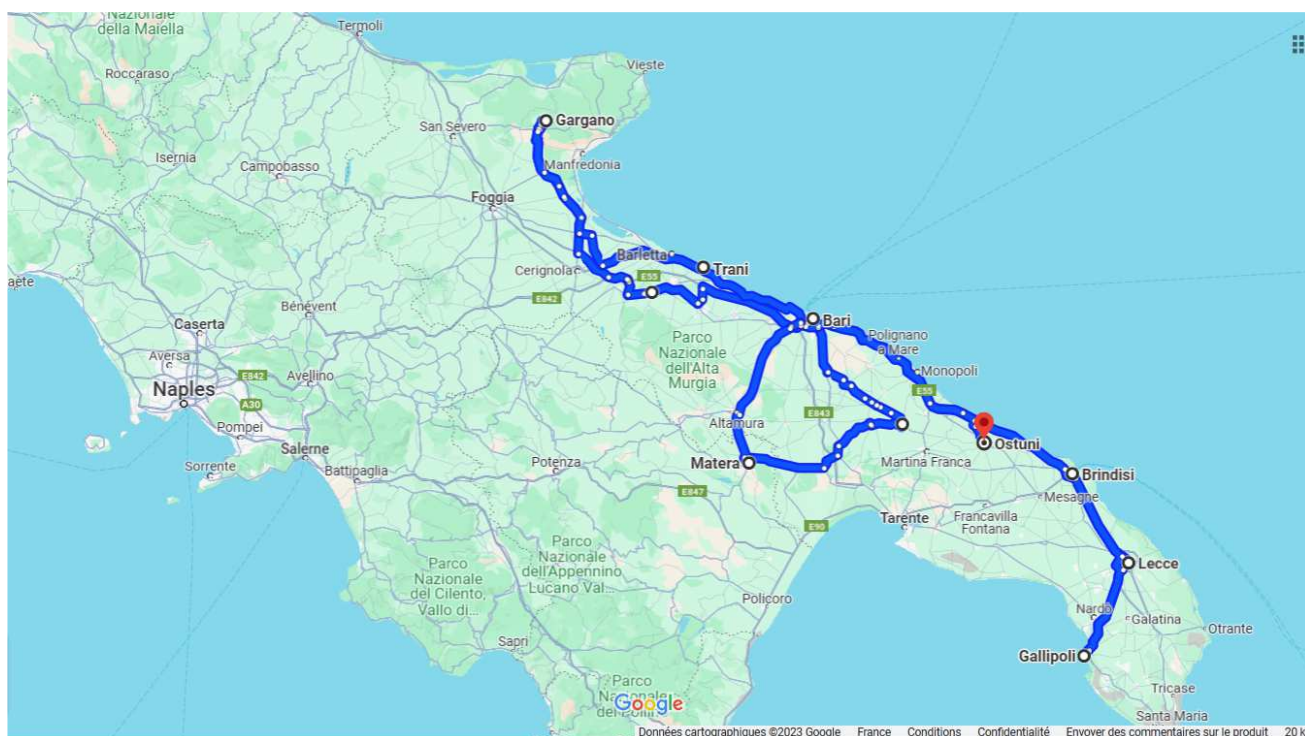 Parco
Nazionale
della Maiella
Termoli
Roccaraso
Vieste
Gargano
San Severo
Isernia
Campobasso
Manfredonia
Foggia
Barletta
Trani
Cerignola
E55
E842
Bénévent
Bari
Caserta
Parco
Nazionale
dell'Alta
Murgia
Polignano
a Mare
Aversa
E842
Avellino
Monopoli
Naples
A30
E55
Pompei
Altamura
E843
Salerne
Ostuni
Sorrente
Battipaglia
Potenza
Matera
Martina Franca
Brindisi
E847
Mesagne
Tarente
Francavilla
Fontana
E90
Parco
Nazionale
dell'Appennino
Lucano Val...
Parco
Nazionale
del Cilento,
Vallo di...
Lecce
Policoro
Nardò
Galatina
Otrante
Sapri
Gallipoli
Parco
Nazionale
Tricase
Google
Santa Maria
Données cartographiques ©2023 Google France Conditions Confidentialité Envoyer des commentaires sur le produit 20 k